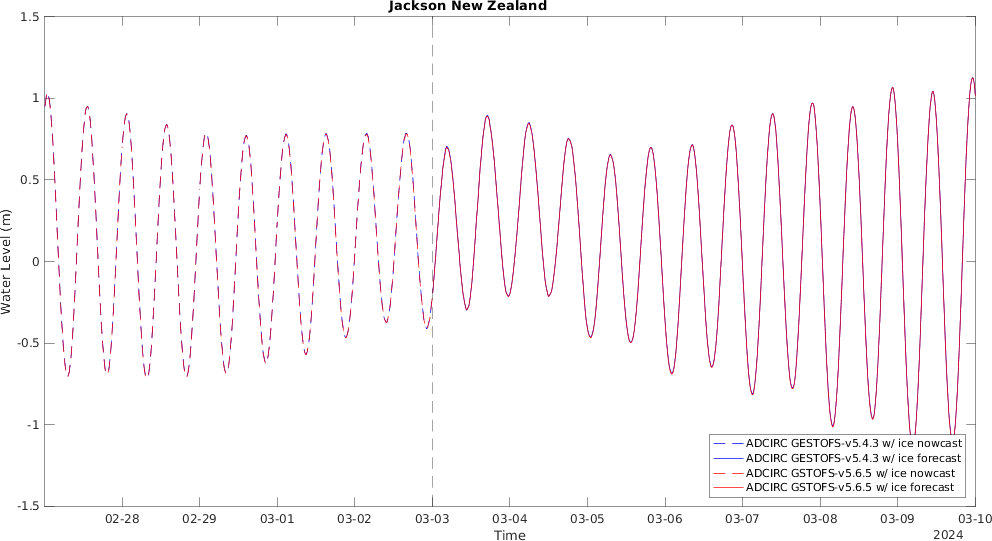 Jackson New Zealand
Water Level (m)
1.5
1
0.5
0
-0.5
-1
-1.5
ADCIRC GESTOFS-v5.4.3 w/ ice nowcast
ADCIRC GESTOFS-v5.4.3 w/ ice forecast
ADCIRC GSTOFS-v5.6.5 w/ ice nowcast
ADCIRC GSTOFS-v5.6.5 w/ ice forecast
02-28 02-29 03-01 03-02 03-03 03-04 03-05 03-06 03-07 03-08 03-09 03-10
Time
2024